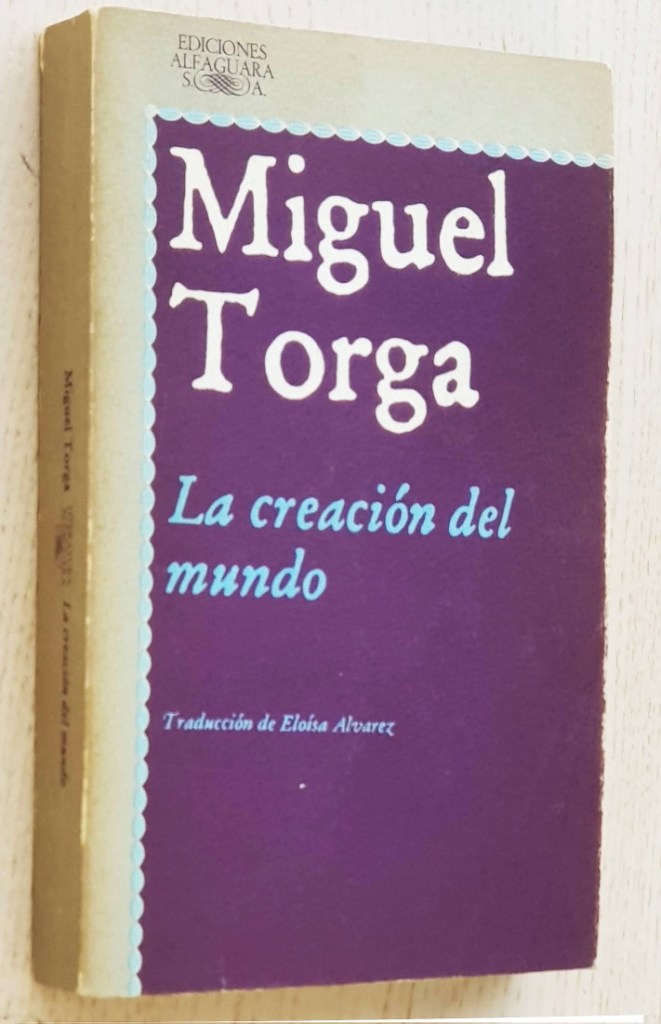 EDICIONES
ALFAGUARA
S. A.
Miguel
Torga
La creación del
mundo
Traducción de Eloísa Alvarez
Miguel Torga La creación del mundo